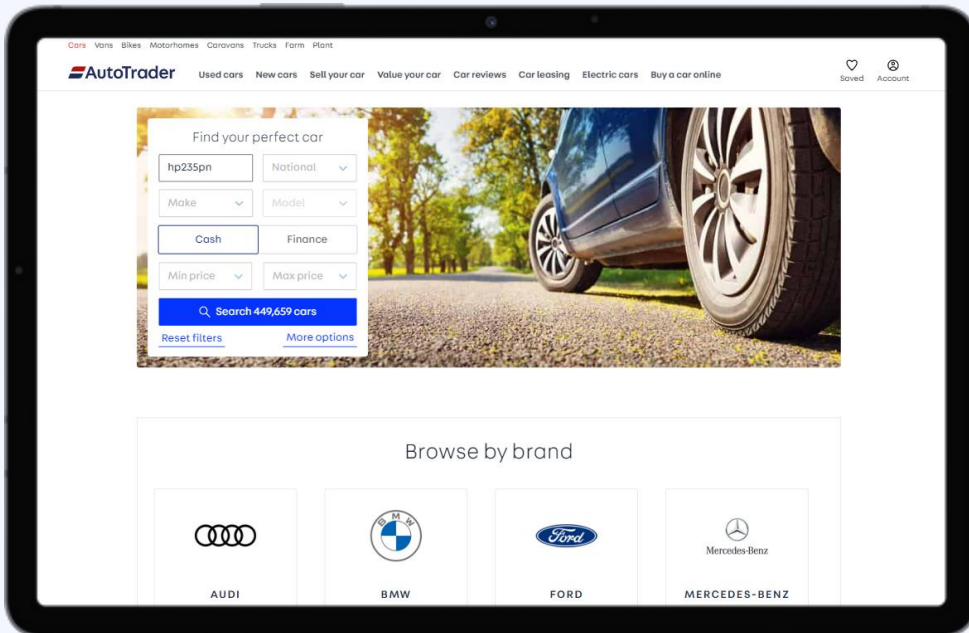 Cars Vans Bikes Motorhomes Caravans Trucks Farm Plant
AutoTrader Used cars New cars Sell your car Value your car Car reviews Car leasing Electric cars Buy a car online
Saved Account
Find your perfect car
hp235pn National
Make Model
Cash Finance
Min price Max price
Search 449,659 cars
Reset filters More options
Browse by brand
BMW
Ford
Mercedes-Benz
AUDI BMW FORD MERCEDES-BENZ